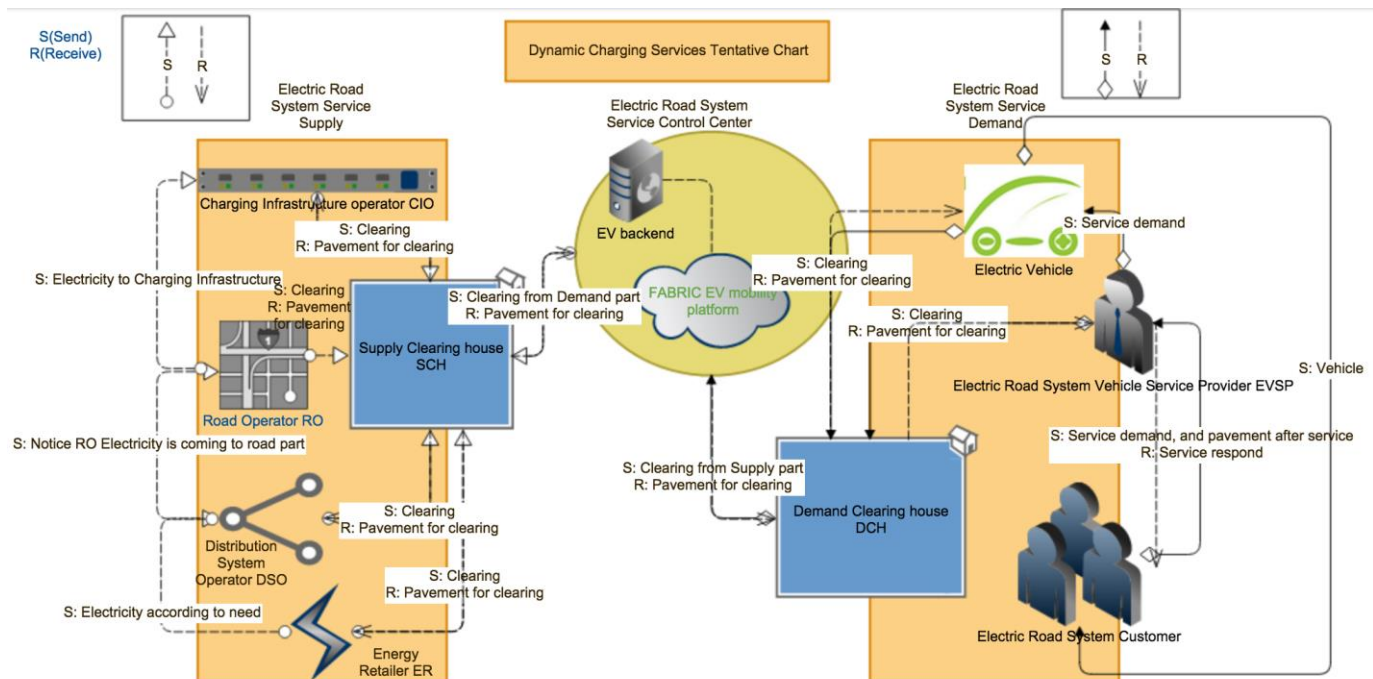 S(Send)
R(Receive)
S
R
Dynamic Charging Services Tentative Chart
S
R
Electric Road
System Service
Supply
Electric Road System
Service Control Center
Electric Road
System Service
Demand
Charging Infrastructure operator CIO
S: Clearing
R: Pavement for clearing
S: Electricity to Charging Infrastructure
S: Clearing
R: Pavement
for clearing
1
Supply Clearing house
SCH
Road Operator RO
S: Notice RO Electricity is coming to road part
S: Clearing
R: Pavement for clearing
Distribution
System
Operator DSO
S: Clearing
R: Pavement for clearing
S: Electricity according to need
Energy
Retailer ER
EV backend
S: Clearing from Demand part
R: Pavement for clearing
FABRIC EV mobility
platform
S: Clearing from Supply part
R: Pavement for clearing
S: Clearing
R: Pavement for clearing
Electric Vehicle
S: Service demand
S: Clearing
R: Pavement for clearing
Electric Road System Vehicle Service Provider EVSP
S: Vehicle
S: Service demand, and pavement after service
R: Service respond
Demand Clearing house
DCH
Electric Road System Customer